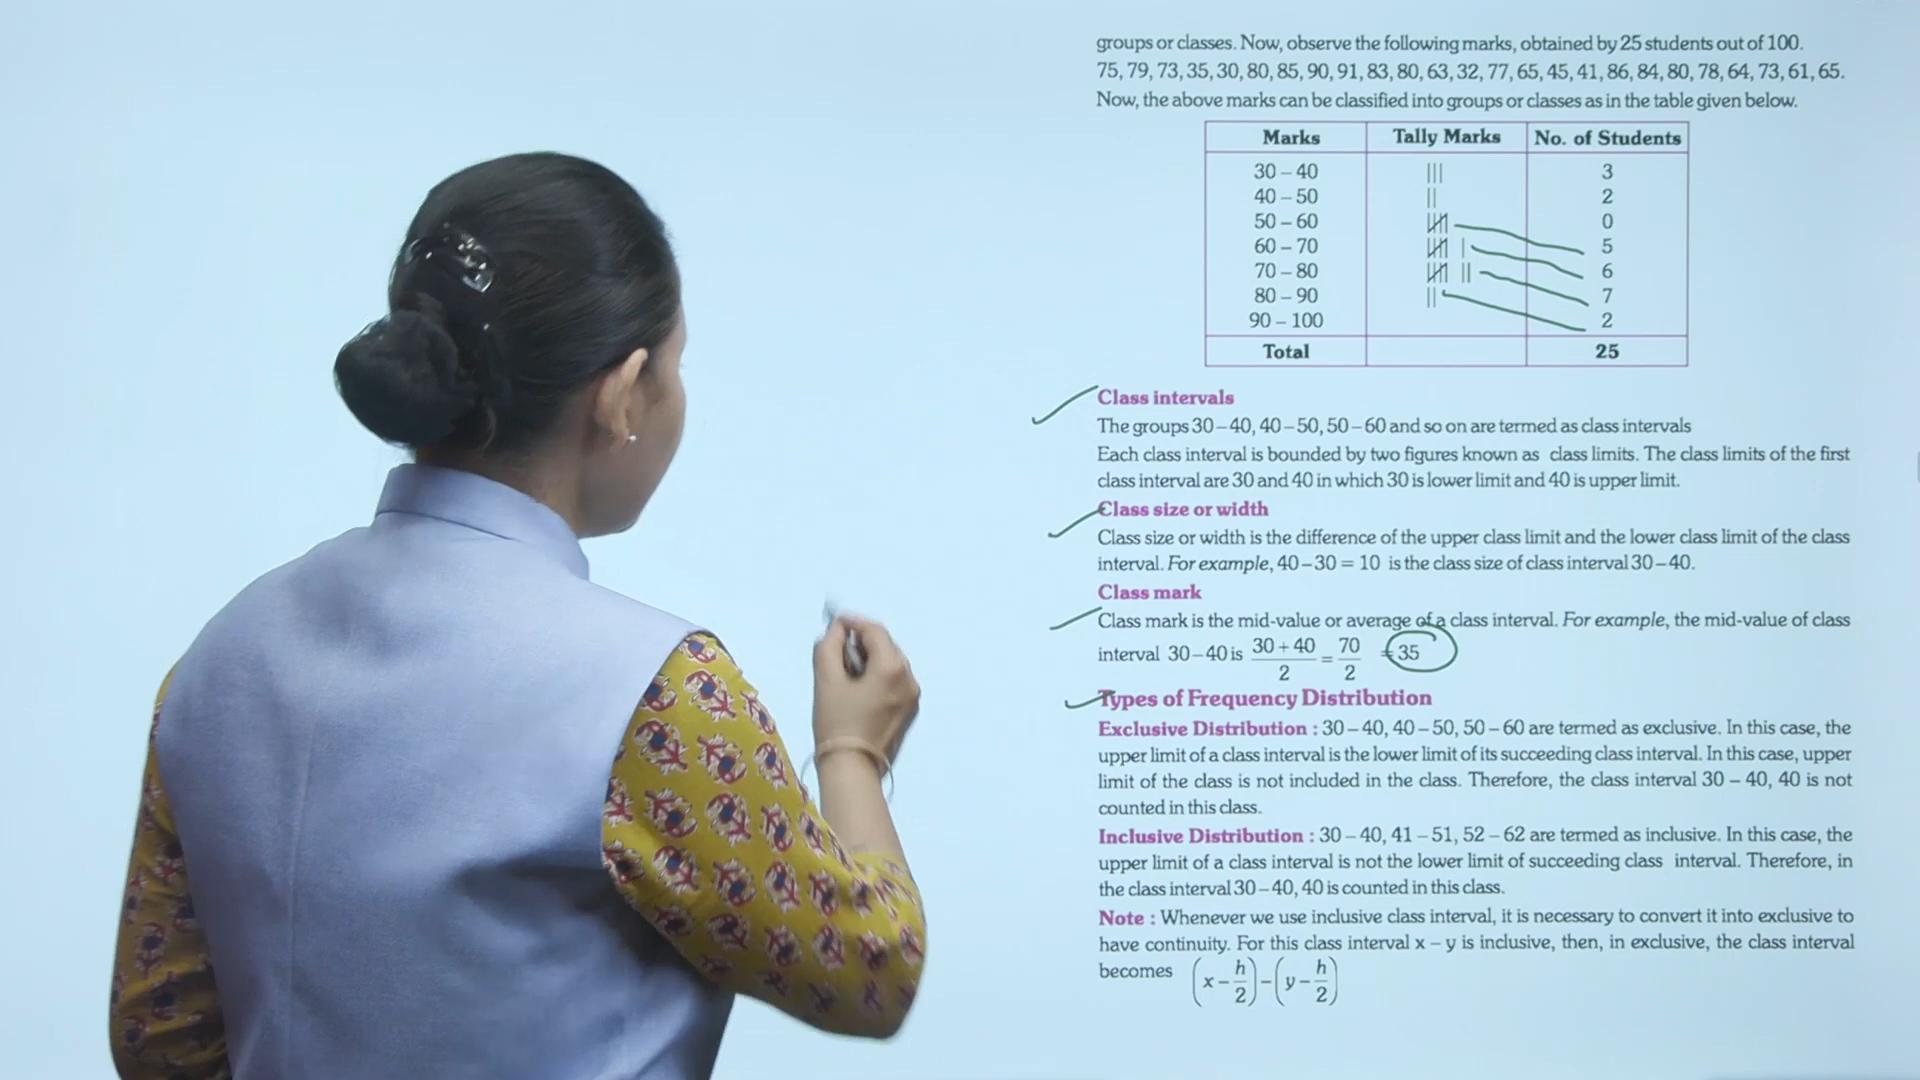 groups or classes. Now, observe the following marks, obtained by 25 students out of 100.
75, 79, 73, 35, 30, 80, 85, 90, 91, 83, 80, 63, 32, 77, 65, 45, 41, 86, 84, 80, 78, 64, 73, 61, 65.
Now, the above marks can be classified into groups or classes as in the table given below.
Marks Tally Marks No. of Students
30 – 40 ||| 3
40 – 50 || 2
50 – 60 0
60 – 70 | 5
70 – 80 || 6
80 – 90 || 7
90 – 100 2
Total 25
Class intervals
The groups 30 – 40, 40 – 50, 50 – 60 and so on are termed as class intervals
Each class interval is bounded by two figures known as class limits. The class limits of the first
class interval are 30 and 40 in which 30 is lower limit and 40 is upper limit.
Class size or width
Class size or width is the difference of the upper class limit and the lower class limit of the class
interval. For example, 40 – 30 = 10 is the class size of class interval 30 – 40.
Class mark
Class mark is the mid-value or average of a class interval. For example, the mid-value of class
interval 30 – 40 is (30 + 40)/2 = 70/2 = 35
Types of Frequency Distribution
Exclusive Distribution : 30 – 40, 40 – 50, 50 – 60 are termed as exclusive. In this case, the
upper limit of a class interval is the lower limit of its succeeding class interval. In this case, upper
limit of the class is not included in the class. Therefore, the class interval 30 – 40, 40 is not
counted in this class.
Inclusive Distribution : 30 – 40, 41 – 51, 52 – 62 are termed as inclusive. In this case, the
upper limit of a class interval is not the lower limit of succeeding class interval. Therefore, in
the class interval 30 – 40, 40 is counted in this class.
Note : Whenever we use inclusive class interval, it is necessary to convert it into exclusive to
have continuity. For this class interval x – y is inclusive, then, in exclusive, the class interval
becomes (x – h/2) – (y – h/2)